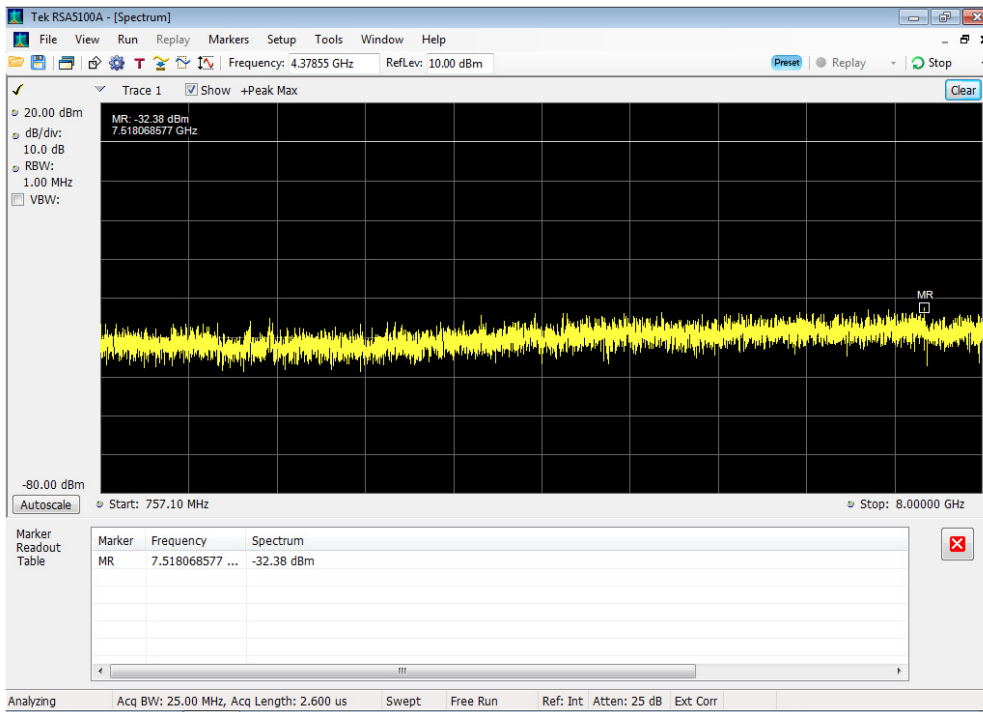 Tek RSA5100A - [Spectrum]
File View Run Replay Markers Setup Tools Window Help
T Frequency: 4.37855 GHz RefLev: 10.00 dBm Preset Replay Stop
Trace 1 Show +Peak Max Clear
20.00 dBm
dB/div:
10.0 dB
RBW:
1.00 MHz
VBW:
MR: -32.38 dBm
7.518068577 GHz
MR
-80.00 dBm
Autoscale Start: 757.10 MHz Stop: 8.00000 GHz
Marker
Readout
Table
Marker Frequency Spectrum
MR 7.518068577 ... -32.38 dBm
Analyzing Acq BW: 25.00 MHz, Acq Length: 2.600 us Swept Free Run Ref: Int Atten: 25 dB Ext Corr